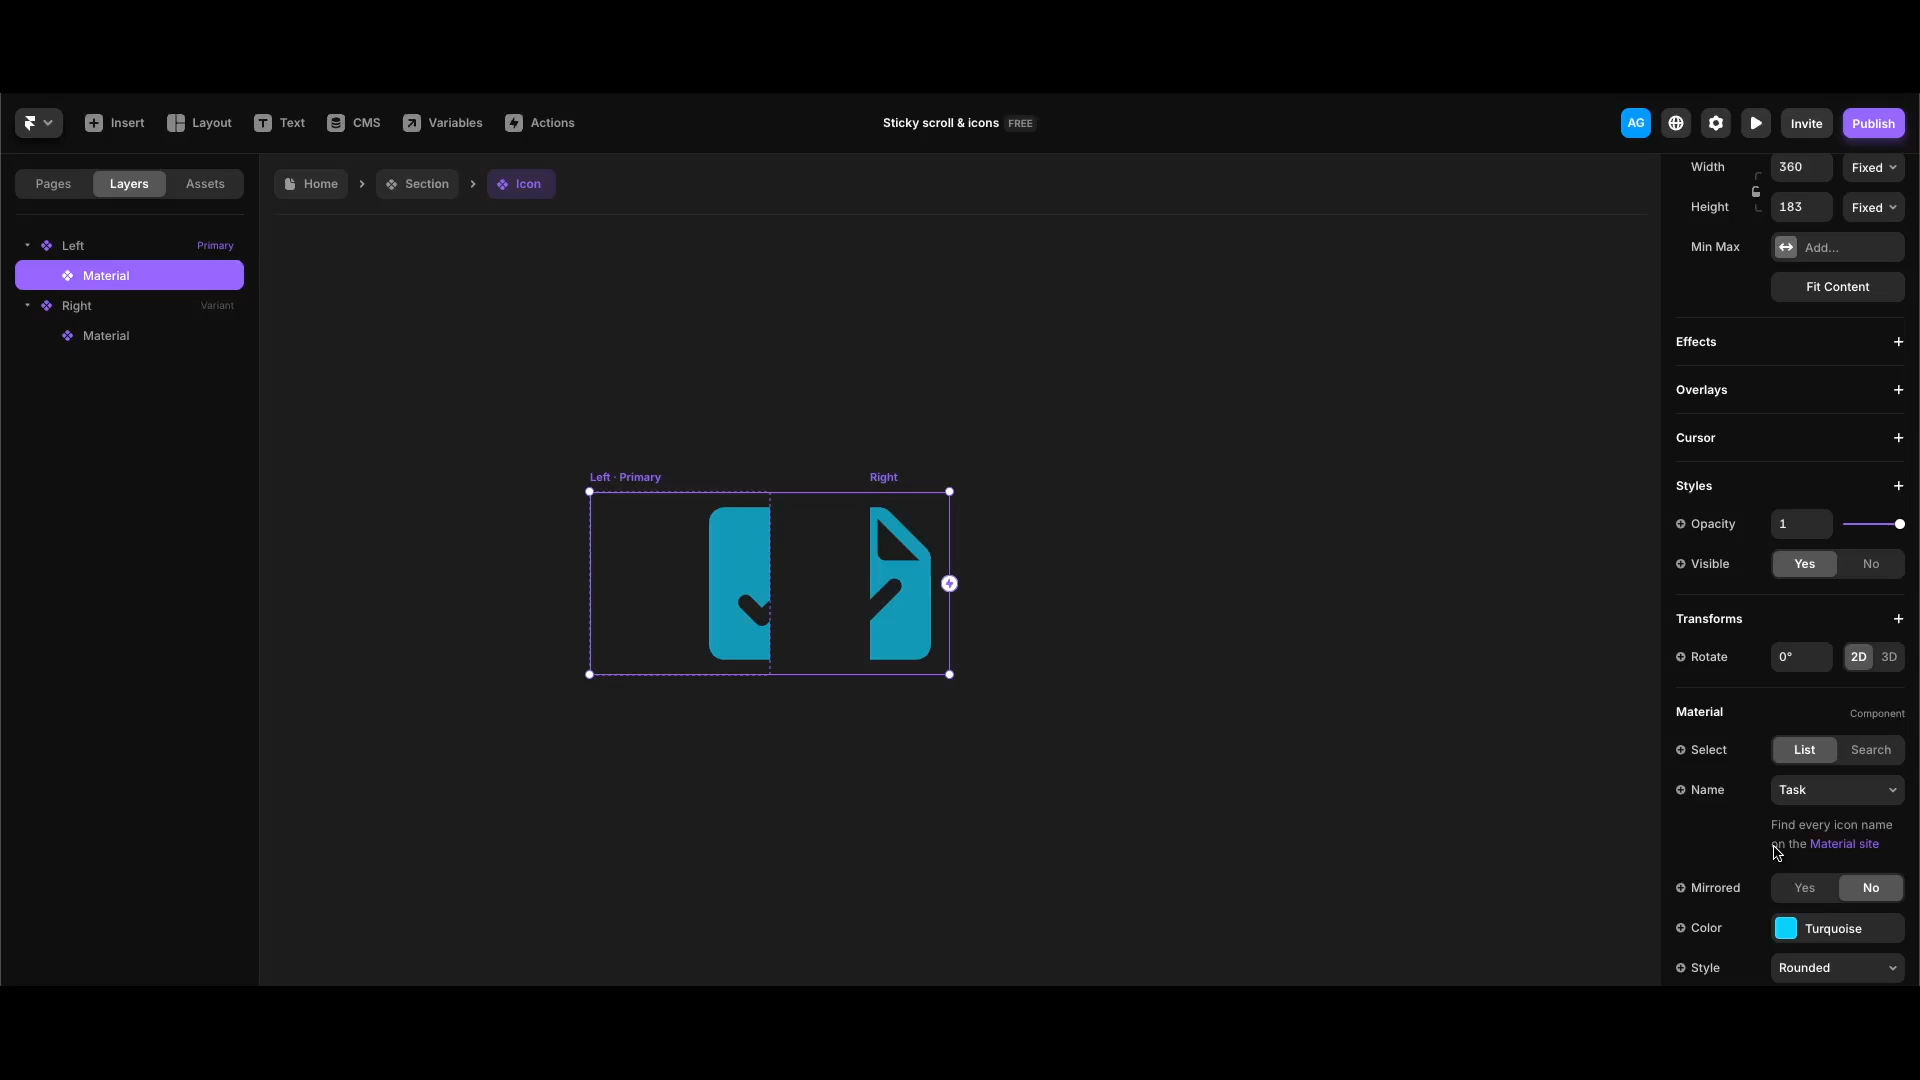 Insert
Layout
Text
CMS
Variables
Actions
Sticky scroll & icons FREE
AG
Invite
Publish
Pages
Layers
Assets
Left Primary
Material
Right Variant
Material
Home
Section
Icon
Left · Primary
Right
Width 360 Fixed
Height 183 Fixed
Min Max Add...
Fit Content
Effects
Overlays
Cursor
Styles
Opacity 1
Visible Yes No
Transforms
Rotate 0° 2D 3D
Material Component
Select List Search
Name Task
Find every icon name
on the Material site
Mirrored Yes No
Color Turquoise
Style Rounded